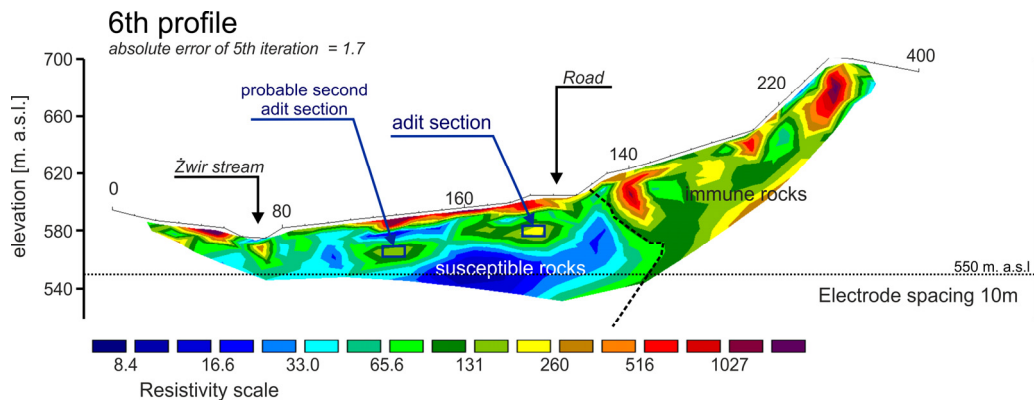 6th profile
absolute error of 5th iteration = 1.7
700
660
620
580
540
elevation [m. a.s.l.]
probable second
adit section
adit section
Road
Żwir stream
0
80
160
140
220
400
immune rocks
susceptible rocks
550 m. a.s.l
Electrode spacing 10m
8.4
16.6
33.0
65.6
131
260
516
1027
Resistivity scale